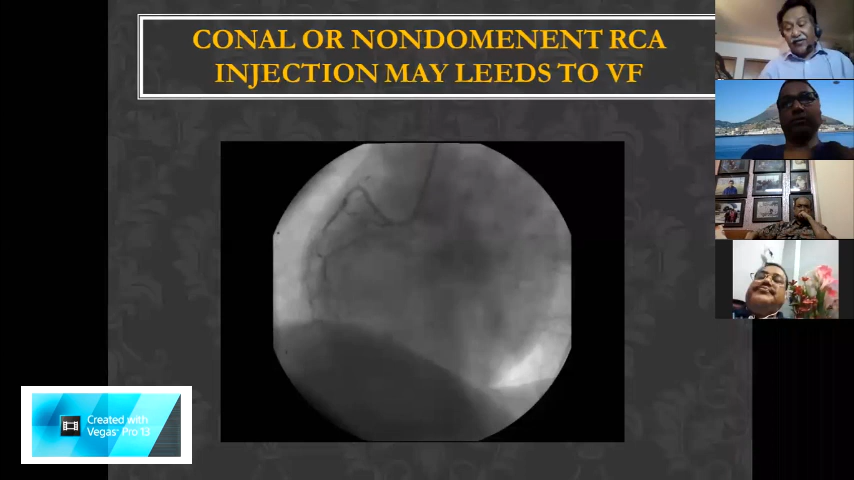 CONAL OR NONDOMENENT RCA
INJECTION MAY LEEDS TO VF
Created with
Vegas Pro 13